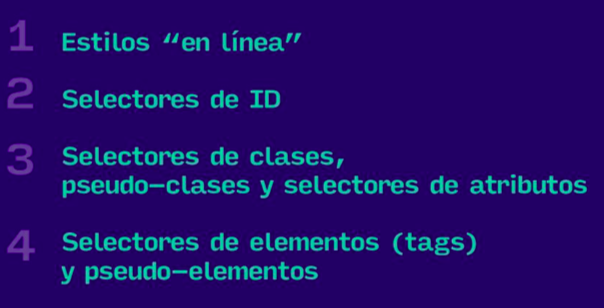 1 Estilos “en línea”
2 Selectores de ID
3 Selectores de clases,
pseudo-clases y selectores de atributos
4 Selectores de elementos (tags)
y pseudo-elementos